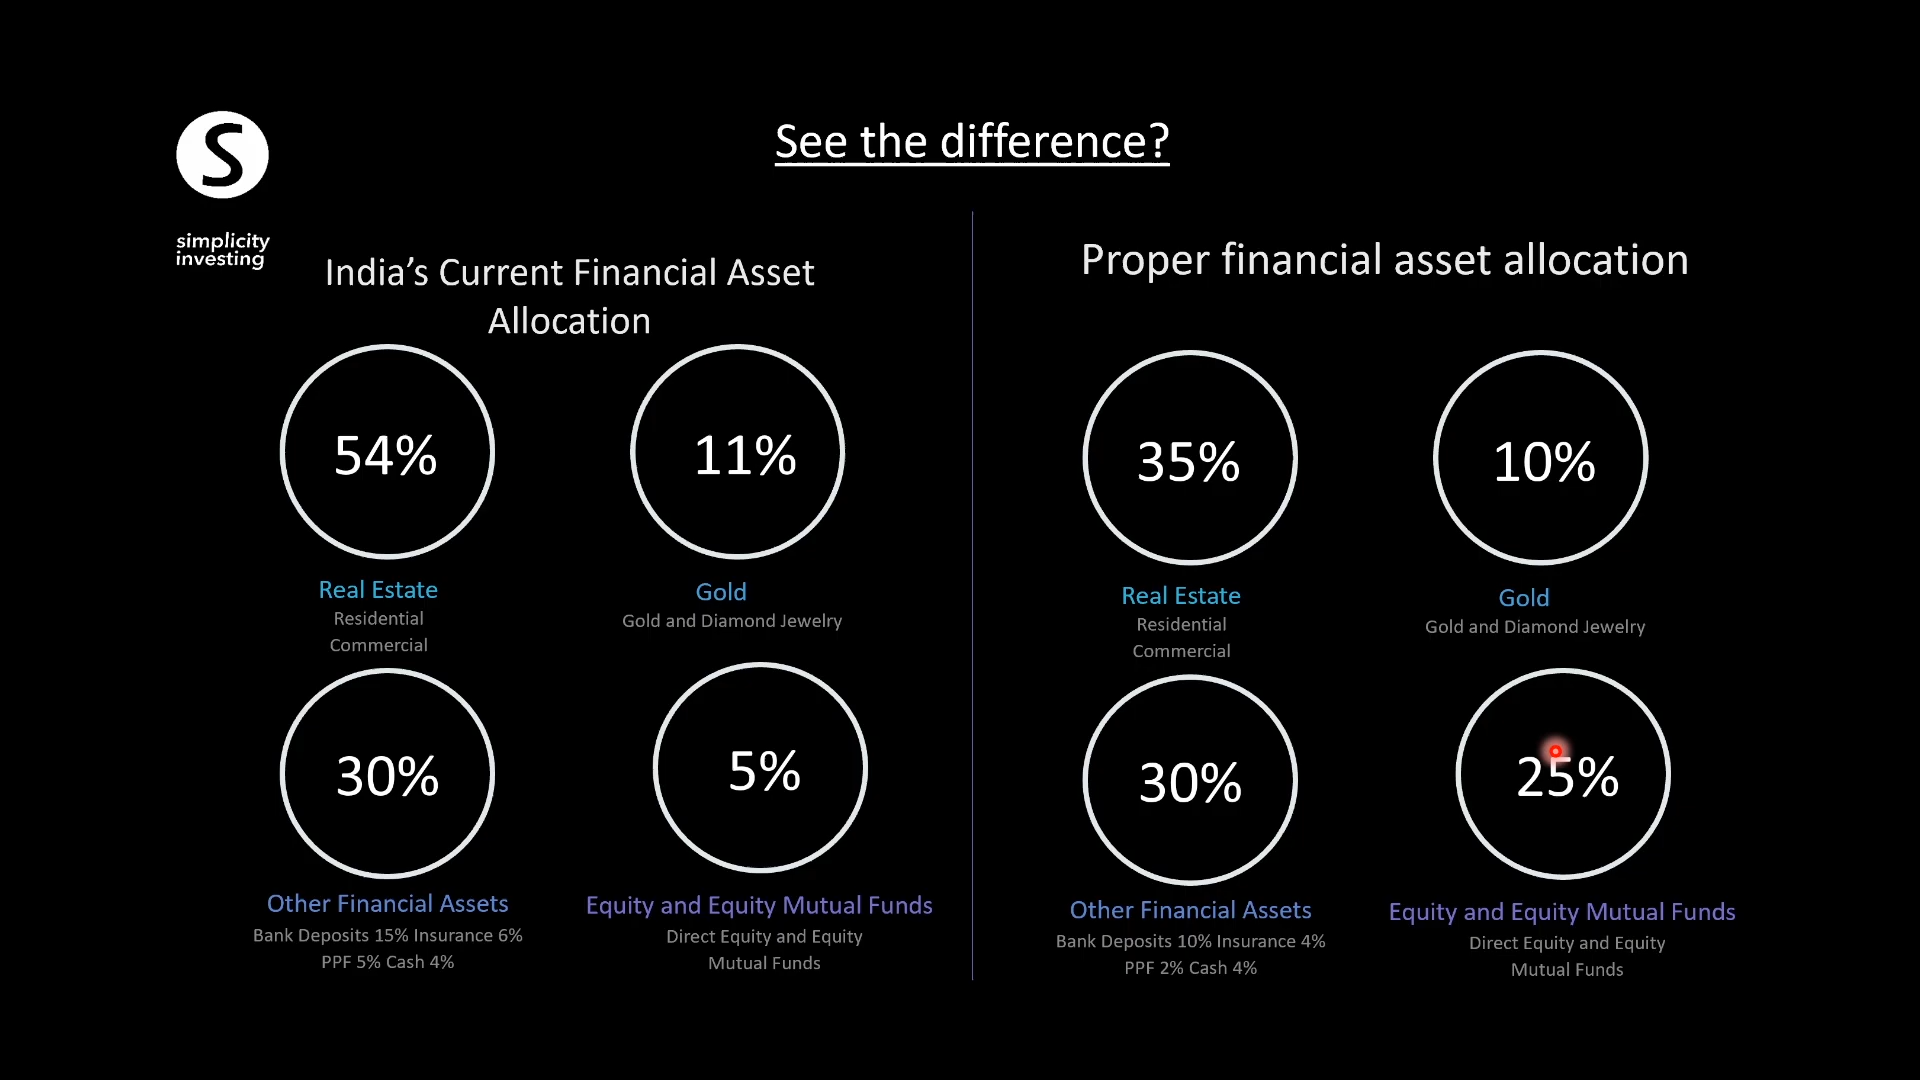 See the difference?
S
simplicity
investing
India’s Current Financial Asset
Allocation
54%
11%
Real Estate
Residential
Commercial
Gold
Gold and Diamond Jewelry
30%
5%
Other Financial Assets
Bank Deposits 15% Insurance 6%
PPF 5% Cash 4%
Equity and Equity Mutual Funds
Direct Equity and Equity
Mutual Funds
Proper financial asset allocation
35%
10%
Real Estate
Residential
Commercial
Gold
Gold and Diamond Jewelry
30%
25%
Other Financial Assets
Bank Deposits 10% Insurance 4%
PPF 2% Cash 4%
Equity and Equity Mutual Funds
Direct Equity and Equity
Mutual Funds